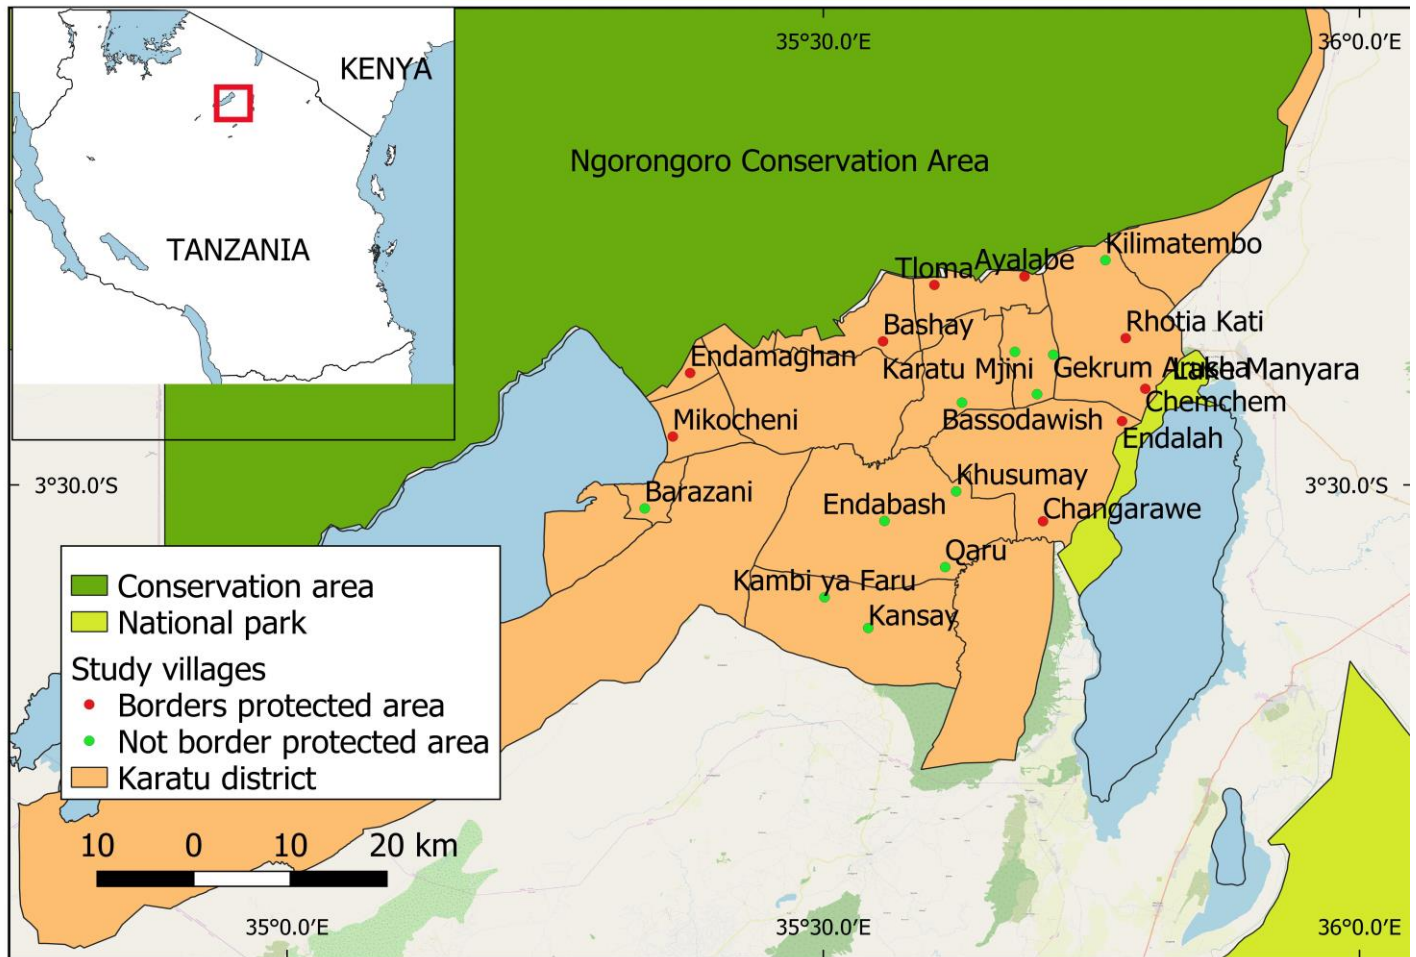 35°30.0′E
36°0.0′E
KENYA
TANZANIA
Ngorongoro Conservation Area
Kilimatembo
Ayalabe
Tloma
Bashay
Rhotia Kati
Endamaghan
Karatu Mjini
Gekrum Arusha
Lake Manyara
Chemchem
Mikocheni
Bassodawish
Endalah
3°30.0′S
3°30.0′S
Barazani
Khusumay
Endabash
Changarawe
Qaru
Kambi ya Faru
Kansay
Conservation area
National park
Study villages
Borders protected area
Not border protected area
Karatu district
10 0 10 20 km
35°0.0′E
35°30.0′E
36°0.0′E